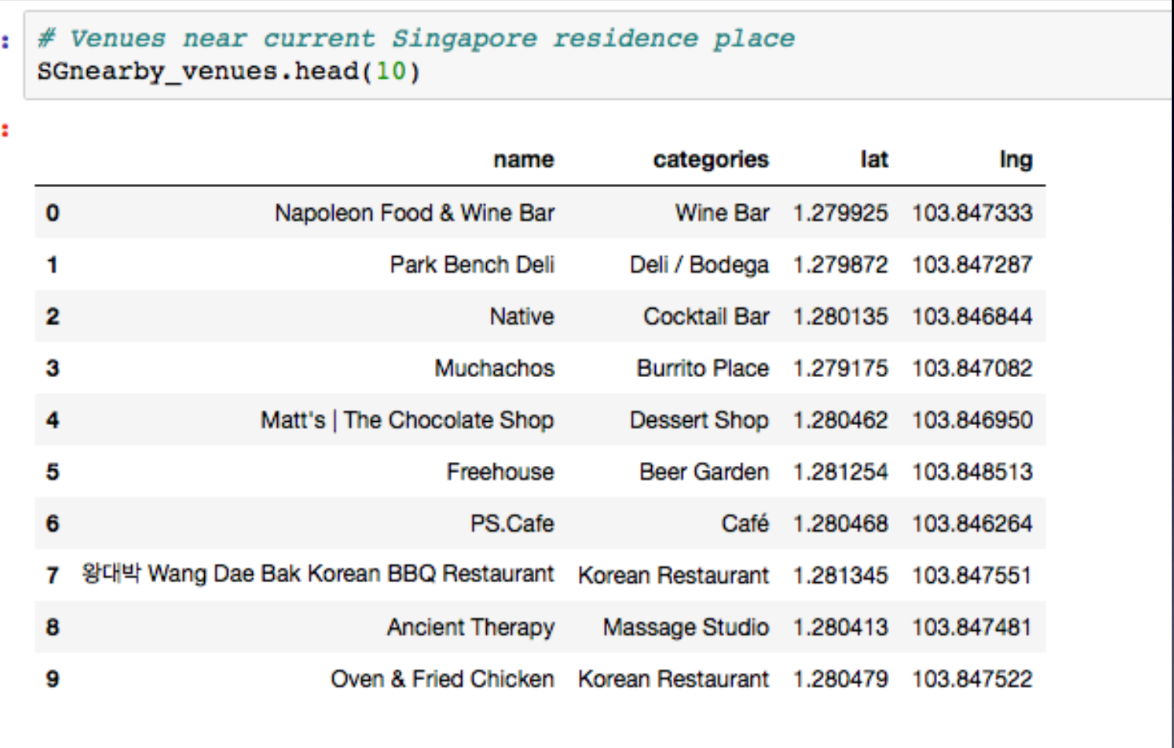 : # Venues near current Singapore residence place
SGnearby_venues.head(10)
:
name categories lat lng
0 Napoleon Food & Wine Bar Wine Bar 1.279925 103.847333
1 Park Bench Deli Deli / Bodega 1.279872 103.847287
2 Native Cocktail Bar 1.280135 103.846844
3 Muchachos Burrito Place 1.279175 103.847082
4 Matt's | The Chocolate Shop Dessert Shop 1.280462 103.846950
5 Freehouse Beer Garden 1.281254 103.848513
6 PS.Cafe Café 1.280468 103.846264
7 왕대박 Wang Dae Bak Korean BBQ Restaurant Korean Restaurant 1.281345 103.847551
8 Ancient Therapy Massage Studio 1.280413 103.847481
9 Oven & Fried Chicken Korean Restaurant 1.280479 103.847522